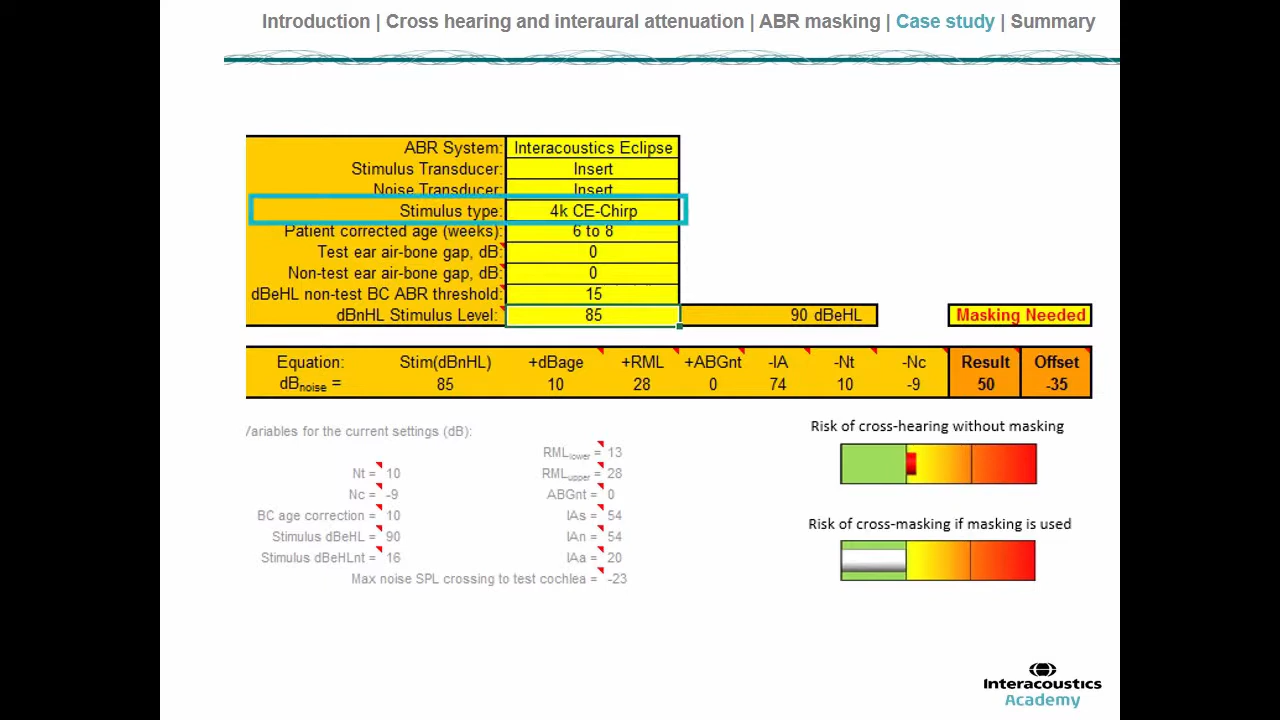 Introduction | Cross hearing and interaural attenuation | ABR masking | Case study | Summary
ABR System: Interacoustics Eclipse
Stimulus Transducer: Insert
Noise Transducer: Insert
Stimulus type: 4k CE-Chirp
Patient corrected age (weeks): 6 to 8
Test ear air-bone gap, dB: 0
Non-test ear air-bone gap, dB: 0
dBeHL non-test BC ABR threshold: 15
dBnHL Stimulus Level: 85 90 dBeHL Masking Needed
Equation: Stim(dBnHL) +dBage +RML +ABGnt -IA -Nt -Nc Result Offset
dBnoise = 85 10 28 0 74 10 -9 50 -35
Variables for the current settings (dB):
RMLlower = 13
Nt = 10 RMLupper = 28
Nc = -9 ABGnt = 0
BC age correction = 10 IAs = 54
Stimulus dBeHL = 90 IAn = 54
Stimulus dBeHLnt = 16 IAa = 20
Max noise SPL crossing to test cochlea = -23
Risk of cross-hearing without masking
Risk of cross-masking if masking is used
Interacoustics
Academy